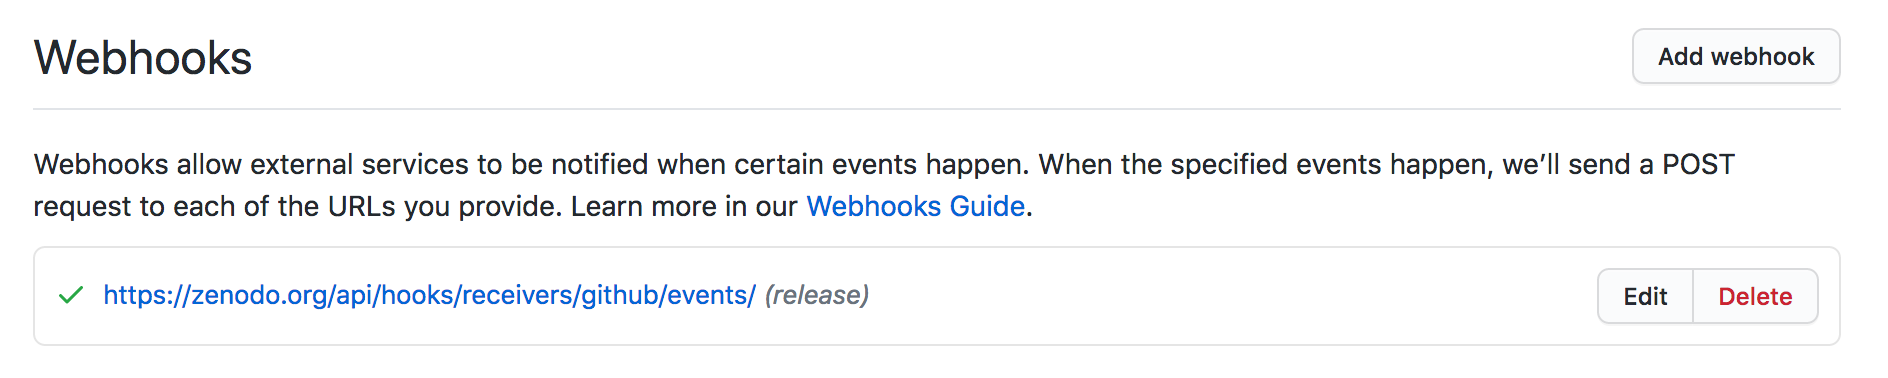 Webhooks
Add webhook
Webhooks allow external services to be notified when certain events happen. When the specified events happen, we’ll send a POST
request to each of the URLs you provide. Learn more in our Webhooks Guide.
https://zenodo.org/api/hooks/receivers/github/events/ (release)
Edit
Delete